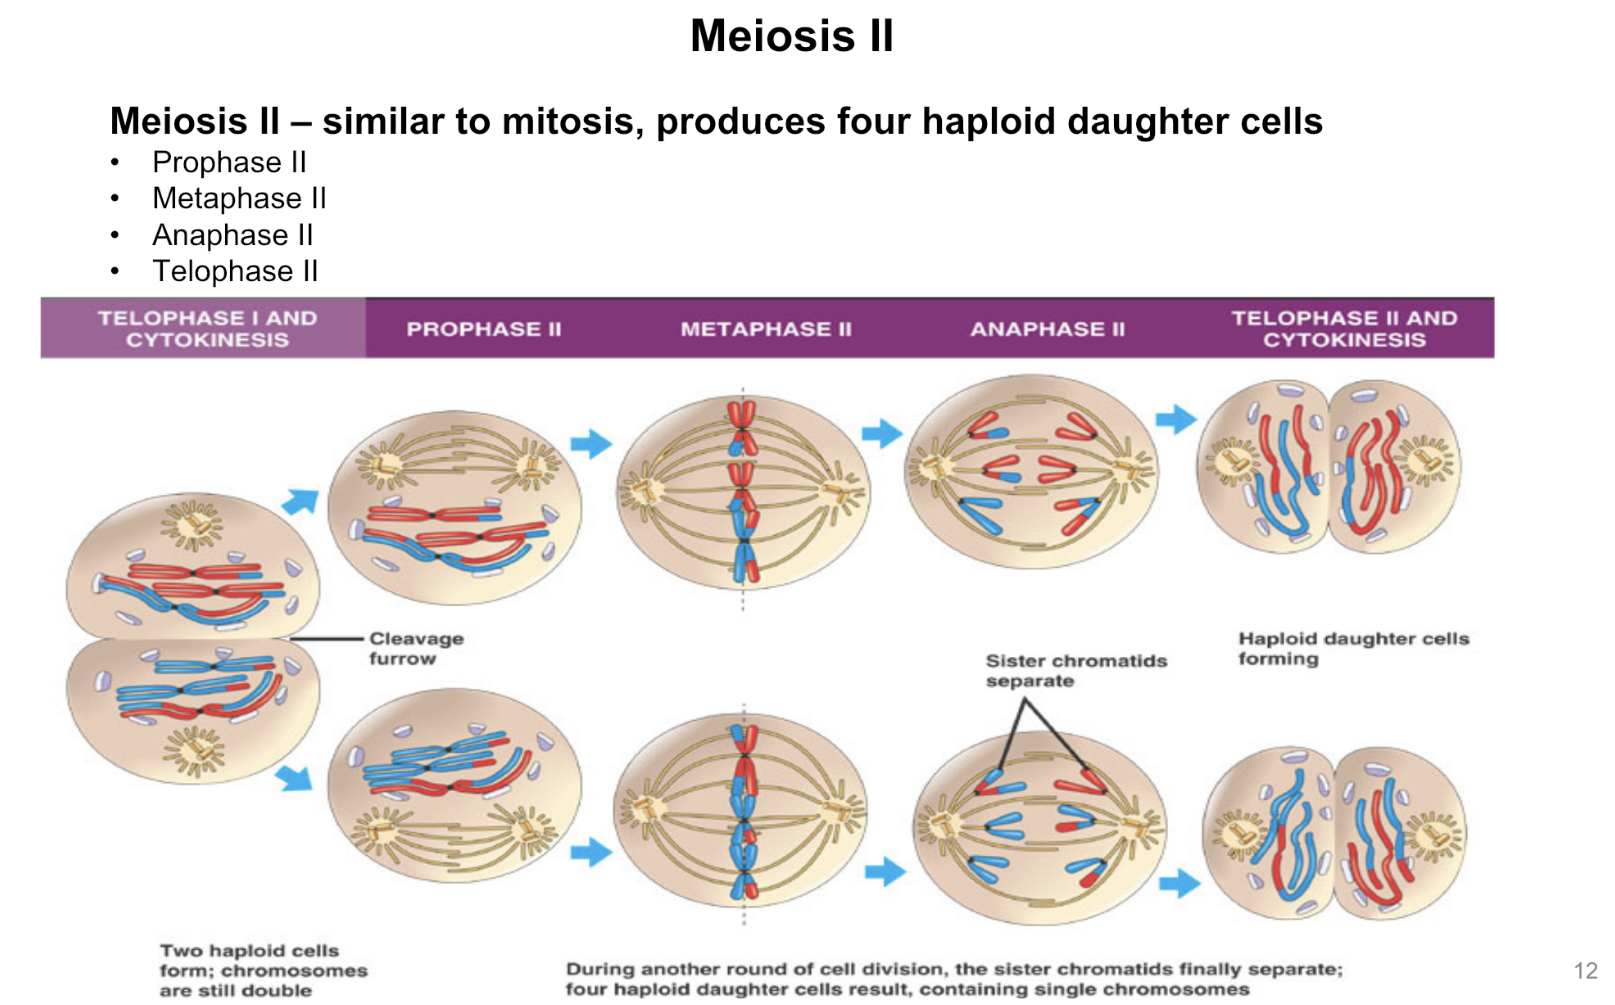 Meiosis II
Meiosis II – similar to mitosis, produces four haploid daughter cells
• Prophase II
• Metaphase II
• Anaphase II
• Telophase II
TELOPHASE I AND
CYTOKINESIS
PROPHASE II
METAPHASE II
ANAPHASE II
TELOPHASE II AND
CYTOKINESIS
Cleavage
furrow
Sister chromatids
separate
Haploid daughter cells
forming
Two haploid cells
form; chromosomes
are still double
During another round of cell division, the sister chromatids finally separate;
four haploid daughter cells result, containing single chromosomes
12